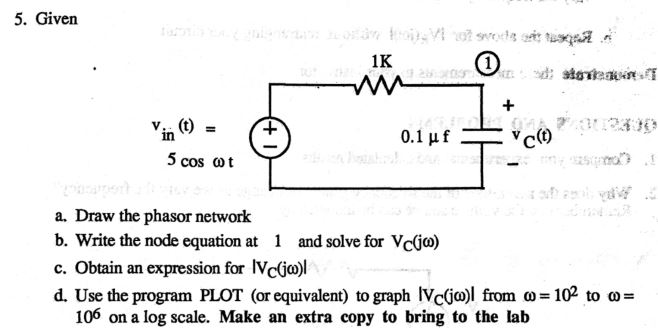 5. Given
1K
1
+
v_in (t) =
5 cos ωt
+
−
0.1 μf
v_C(t)
−
a. Draw the phasor network
b. Write the node equation at 1 and solve for V_C(jω)
c. Obtain an expression for |V_C(jω)|
d. Use the program PLOT (or equivalent) to graph |V_C(jω)| from ω = 10² to ω =
10⁶ on a log scale. Make an extra copy to bring to the lab